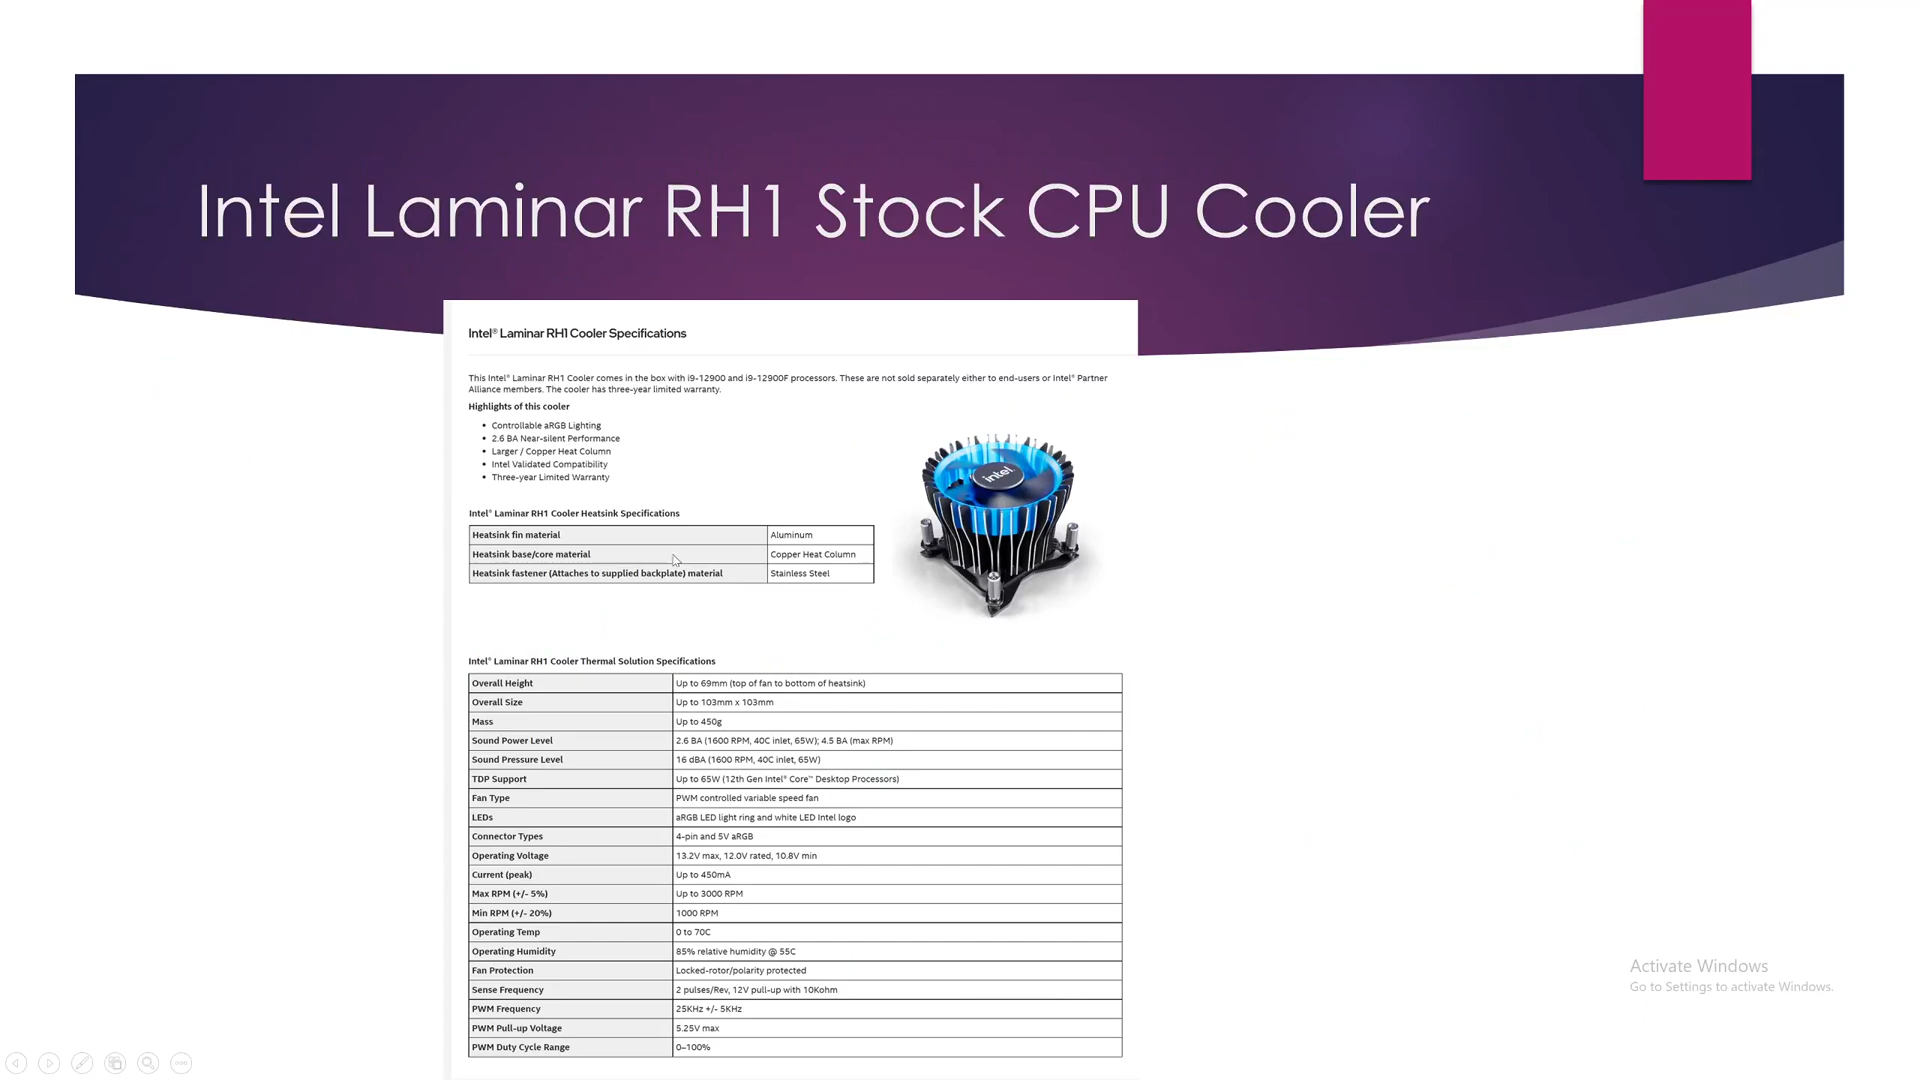 Intel Laminar RH1 Stock CPU Cooler
Intel® Laminar RH1 Cooler Specifications
This Intel® Laminar RH1 Cooler comes in the box with i9-12900 and i9-12900F processors. These are not sold separately either to end-users or Intel® Partner
Alliance members. The cooler has three-year limited warranty.
Highlights of this cooler
• Controllable aRGB Lighting
• 2.6 BA Near-silent Performance
• Larger / Copper Heat Column
• Intel Validated Compatibility
• Three-year Limited Warranty
intel.
Intel® Laminar RH1 Cooler Heatsink Specifications
Heatsink fin material Aluminum
Heatsink base/core material Copper Heat Column
Heatsink fastener (Attaches to supplied backplate) material Stainless Steel
Intel® Laminar RH1 Cooler Thermal Solution Specifications
Overall Height Up to 69mm (top of fan to bottom of heatsink)
Overall Size Up to 103mm x 103mm
Mass Up to 450g
Sound Power Level 2.6 BA (1600 RPM, 40C inlet, 65W); 4.5 BA (max RPM)
Sound Pressure Level 16 dBA (1600 RPM, 40C inlet, 65W)
TDP Support Up to 65W (12th Gen Intel® Core™ Desktop Processors)
Fan Type PWM controlled variable speed fan
LEDs aRGB LED light ring and white LED Intel logo
Connector Types 4-pin and 5V aRGB
Operating Voltage 13.2V max, 12.0V rated, 10.8V min
Current (peak) Up to 450mA
Max RPM (+/- 5%) Up to 3000 RPM
Min RPM (+/- 20%) 1000 RPM
Operating Temp 0 to 70C
Operating Humidity 85% relative humidity @ 55C
Fan Protection Locked-rotor/polarity protected
Sense Frequency 2 pulses/Rev, 12V pull-up with 10Kohm
PWM Frequency 25KHz +/- 5KHz
PWM Pull-up Voltage 5.25V max
PWM Duty Cycle Range 0–100%
Activate Windows
Go to Settings to activate Windows.